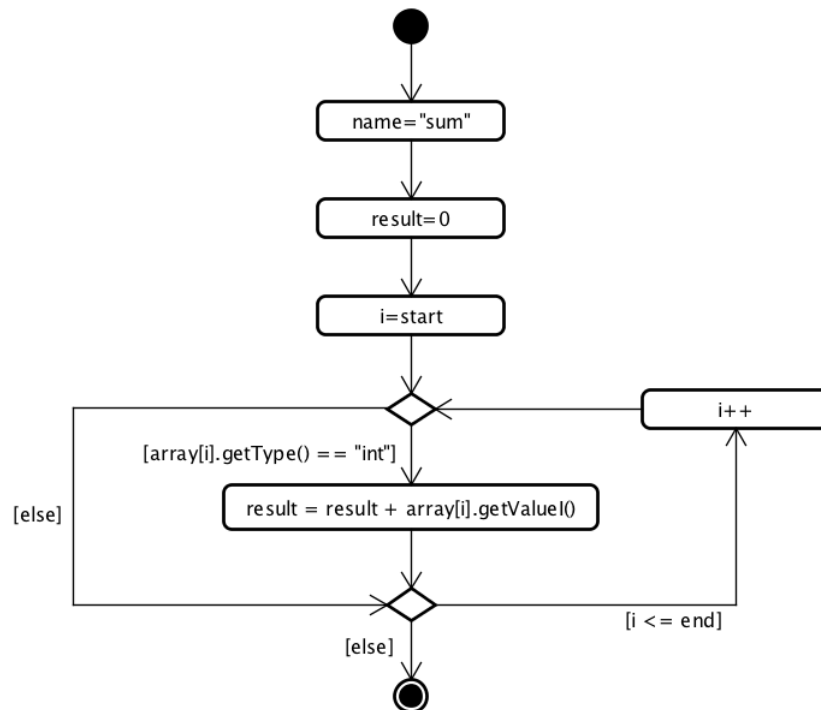 name="sum"
result=0
i=start
i++
[array[i].getType() == "int"]
result = result + array[i].getValueI()
[else]
[i <= end]
[else]